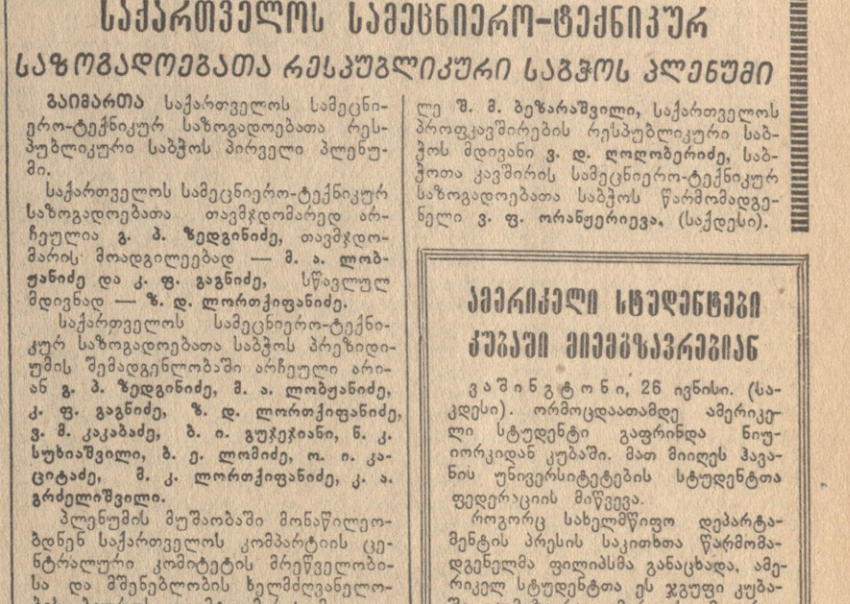 საქართველოს სამეცნიერო-ტექნიკურ
საზოგადოებათა რესპუბლიკური საბჭოს პლენუმი
გაიმართა საქართველოს სამეცნი-
ერო-ტექნიკურ საზოგადოებათა რეს-
პუბლიკური საბჭოს პირველი პლენუ-
მი.
საქართველოს სამეცნიერო-ტექნიკურ
საზოგადოებათა თავმჯდომარედ არ-
ჩეულია გ. პ. ზედგინიძე, თავმჯდო-
მარის მოადგილეებად — მ. ა. ლობ-
ჟანიძე და კ. ფ. გაგნიძე, სწავლულ
მდივნად — ზ. დ. ლორთქიფანიძე.
საქართველოს სამეცნიერო-ტექნი-
კურ საზოგადოებათა საბჭოს პრეზიდი-
უმის შემადგენლობაში არჩეული არი-
ან გ. პ. ზედგინიძე, მ. ა. ლობჟანიძე,
კ. ფ. გაგნიძე, ზ. დ. ლორთქიფანიძე,
ვ. მ. კაკაბაძე, ბ. ი. გუჯეჯიანი, ნ. კ.
სუხიაშვილი, ბ. ე. ლომიძე, ო. ი. კა-
ციტაძე, მ. კ. ლორთქიფანიძე, კ. ა.
გრძელიშვილი.
პლენუმის მუშაობაში მონაწილეო-
ბდნენ საქართველოს კომპარტიის ცე-
ნტრალური კომიტეტის მრეწველობი-
სა და მშენებლობის ხელმძღვანელო-
ლე შ. მ. ბეზარაშვილი, საქართველოს
პროფკავშირების რესპუბლიკური საბ-
ჭოს მდივანი ვ. დ. ღოღობერიძე, საბ-
ჭოთა კავშირის სამეცნიერო-ტექნიკურ
საზოგადოებათა საბჭოს წარმომადგე-
ნელი ვ. ფ. ორანჟერიევა. (საქდესი).
ამერიკელი სტუდენტები
კუბაში მიემგზავრებიან
ვაშინგტონი, 26 ივნისი. (სა-
კდესი). ორმოცდაათამდე ამერიკე-
ლი სტუდენტი გაფრინდა ნიუ-
იორკიდან კუბაში. მათ მიიღეს ჰავა-
ნის უნივერსიტეტების სტუდენტთა
ფედერაციის მიწვევა.
როგორც სახელმწიფო დეპარტა-
მენტის პრესის საკითხთა წარმომა-
დგენელმა ფილიპსმა განაცხადა, ამე-
რიკელ სტუდენტთა ეს ჯგუფი კუბა-